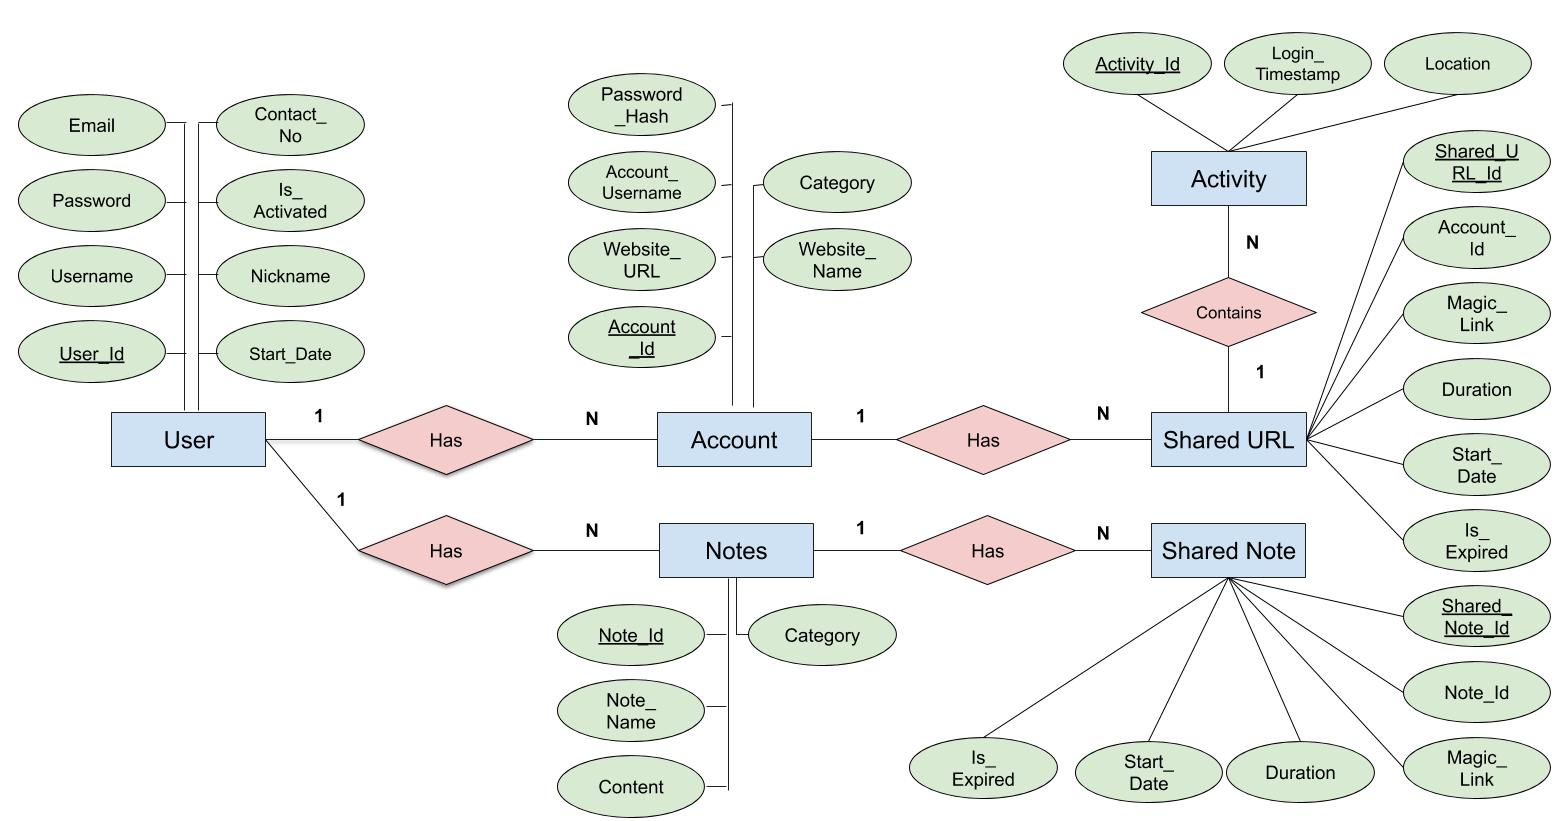 Activity_Id
Login_
Timestamp
Location
Email
Contact_
No
Password
_Hash
Shared_U
RL_Id
Password
Is_
Activated
Account_
Username
Category
Activity
Account_
Id
Username
Nickname
Website_
URL
Website_
Name
N
Magic_
Link
Contains
User_Id
Start_Date
Account
_Id
1
Duration
User
1
Has
N
Account
1
Has
N
Shared URL
Start_
Date
1
Has
N
Notes
1
Has
N
Shared Note
Is_
Expired
Note_Id
Category
Shared_
Note_Id
Note_
Name
Note_Id
Content
Is_
Expired
Start_
Date
Duration
Magic_
Link